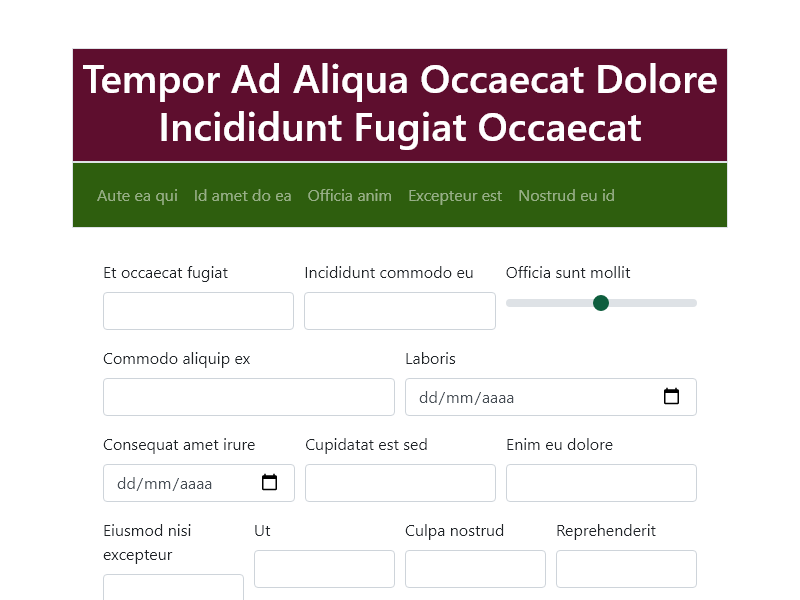 Tempor Ad Aliqua Occaecat Dolore
Incididunt Fugiat Occaecat
Aute ea qui Id amet do ea Officia anim Excepteur est Nostrud eu id
Et occaecat fugiat Incididunt commodo eu Officia sunt mollit
Commodo aliquip ex Laboris
dd/mm/aaaa
Consequat amet irure Cupidatat est sed Enim eu dolore
dd/mm/aaaa
Eiusmod nisi Ut Culpa nostrud Reprehenderit
excepteur